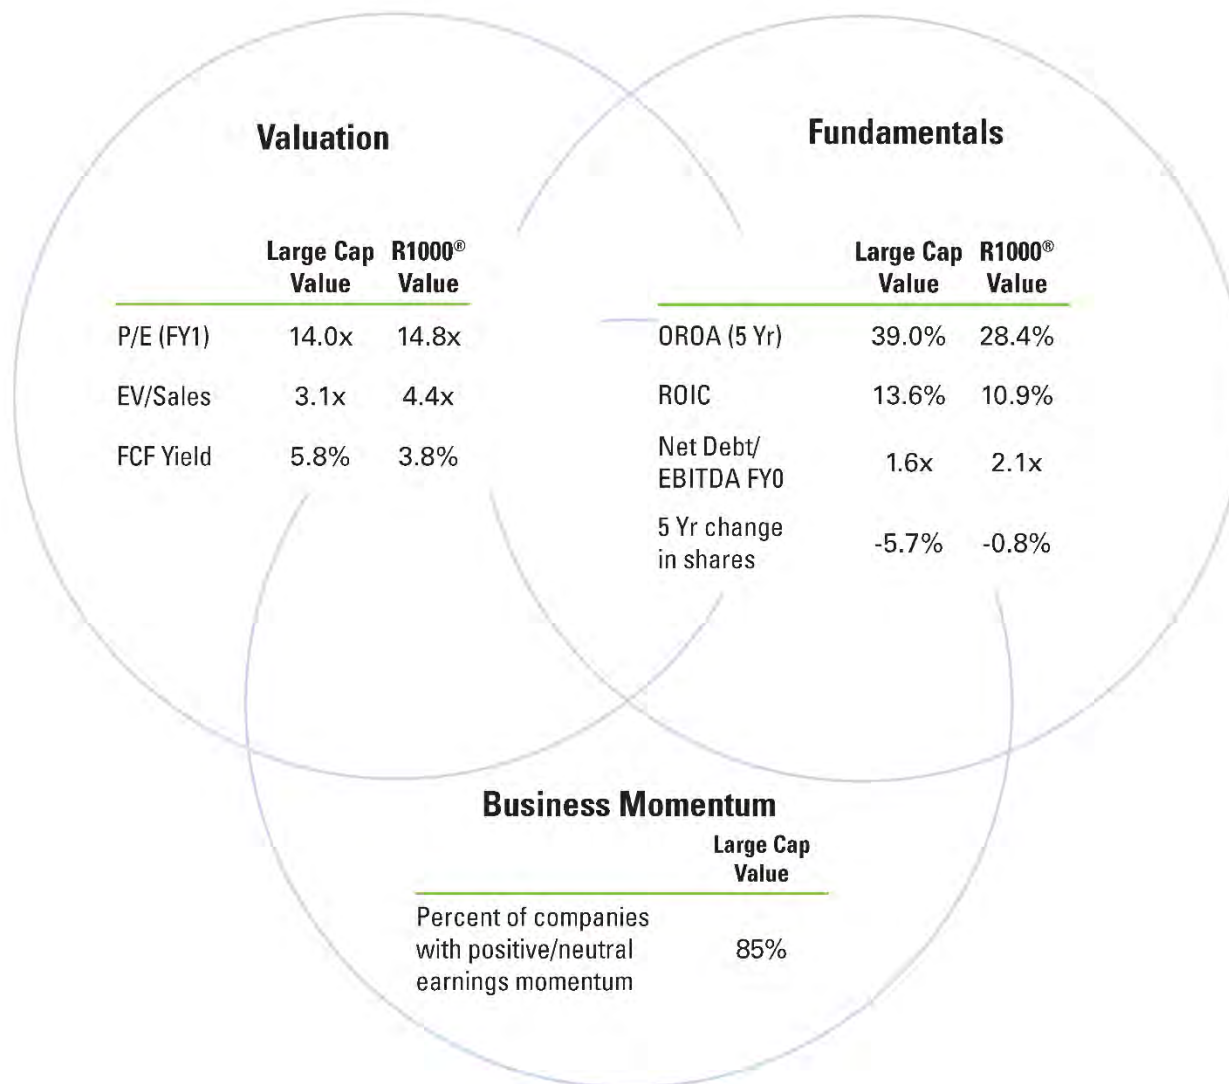 Valuation
Large Cap R1000®
Value Value
P/E (FY1) 14.0x 14.8x
EV/Sales 3.1x 4.4x
FCF Yield 5.8% 3.8%
Fundamentals
Large Cap R1000®
Value Value
OROA (5 Yr) 39.0% 28.4%
ROIC 13.6% 10.9%
Net Debt/
EBITDA FY0 1.6x 2.1x
5 Yr change
in shares -5.7% -0.8%
Business Momentum
Large Cap
Value
Percent of companies
with positive/neutral 85%
earnings momentum